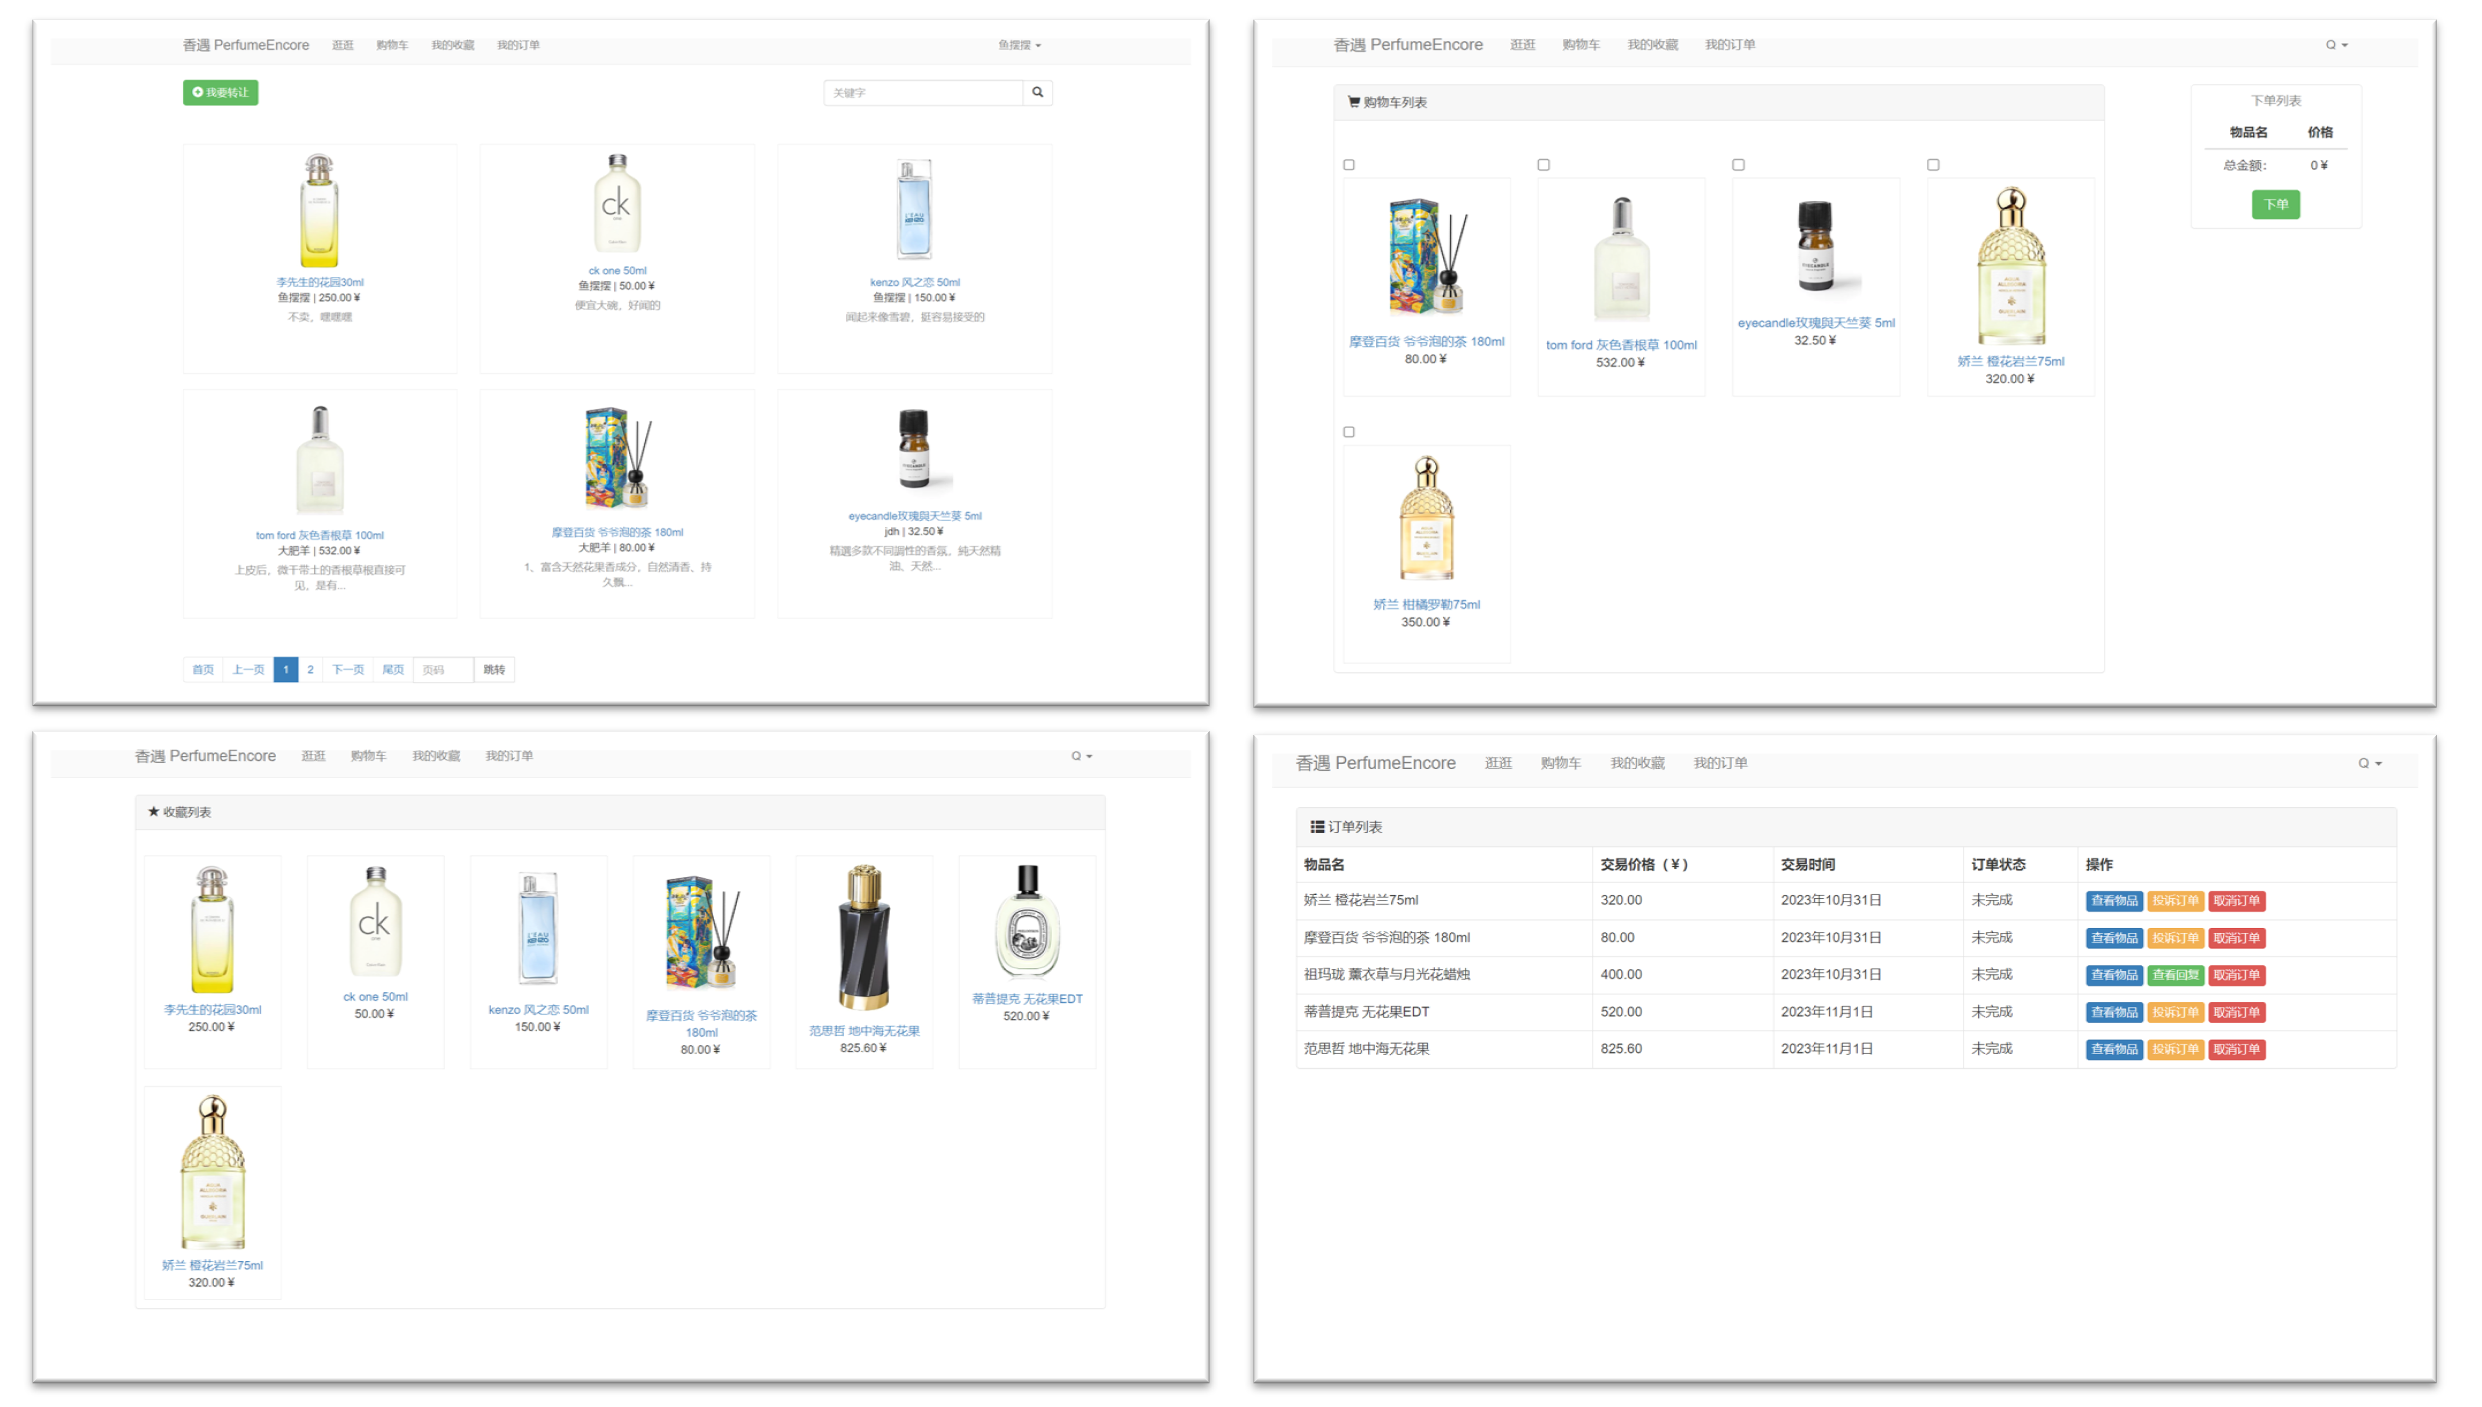 香遇 PerfumeEncore 逛逛 购物车 我的收藏 我的订单 鱼摆摆
我要转让 关键字
李先生的花园30ml
鱼摆摆 | 250.00 ¥
不卖，嘿嘿嘿
ck one 50ml
鱼摆摆 | 50.00 ¥
便宜大碗，好闻的
kenzo 风之恋 50ml
鱼摆摆 | 150.00 ¥
闻起来像雪碧，挺容易接受的
tom ford 灰色香根草 100ml
大肥羊 | 532.00 ¥
上皮后，微干带土的香根草根直接可
见，是有...
摩登百货 爷爷泡的茶 180ml
大肥羊 | 80.00 ¥
1、富含天然花果香成分，自然清香、持
久飘...
eyecandle玫瑰與天竺葵 5ml
jdh | 32.50 ¥
精選多款不同調性的香氛，純天然精
油、天然...
首页 上一页 1 2 下一页 尾页 页码 跳转
香遇 PerfumeEncore 逛逛 购物车 我的收藏 我的订单 Q
购物车列表
摩登百货 爷爷泡的茶 180ml
80.00 ¥
tom ford 灰色香根草 100ml
532.00 ¥
eyecandle玫瑰與天竺葵 5ml
32.50 ¥
娇兰 橙花岩兰75ml
320.00 ¥
娇兰 柑橘罗勒75ml
350.00 ¥
下单列表
物品名 价格
总金额: 0 ¥
下单
香遇 PerfumeEncore 逛逛 购物车 我的收藏 我的订单 Q
收藏列表
李先生的花园30ml
250.00 ¥
ck one 50ml
50.00 ¥
kenzo 风之恋 50ml
150.00 ¥
摩登百货 爷爷泡的茶
180ml
80.00 ¥
范思哲 地中海无花果
825.60 ¥
蒂普提克 无花果EDT
520.00 ¥
娇兰 橙花岩兰75ml
320.00 ¥
香遇 PerfumeEncore 逛逛 购物车 我的收藏 我的订单 Q
订单列表
物品名 交易价格（¥） 交易时间 订单状态 操作
娇兰 橙花岩兰75ml 320.00 2023年10月31日 未完成 查看物品 投诉订单 取消订单
摩登百货 爷爷泡的茶 180ml 80.00 2023年10月31日 未完成 查看物品 投诉订单 取消订单
祖玛珑 薰衣草与月光花蜡烛 400.00 2023年10月31日 未完成 查看物品 查看回复 取消订单
蒂普提克 无花果EDT 520.00 2023年11月1日 未完成 查看物品 投诉订单 取消订单
范思哲 地中海无花果 825.60 2023年11月1日 未完成 查看物品 投诉订单 取消订单